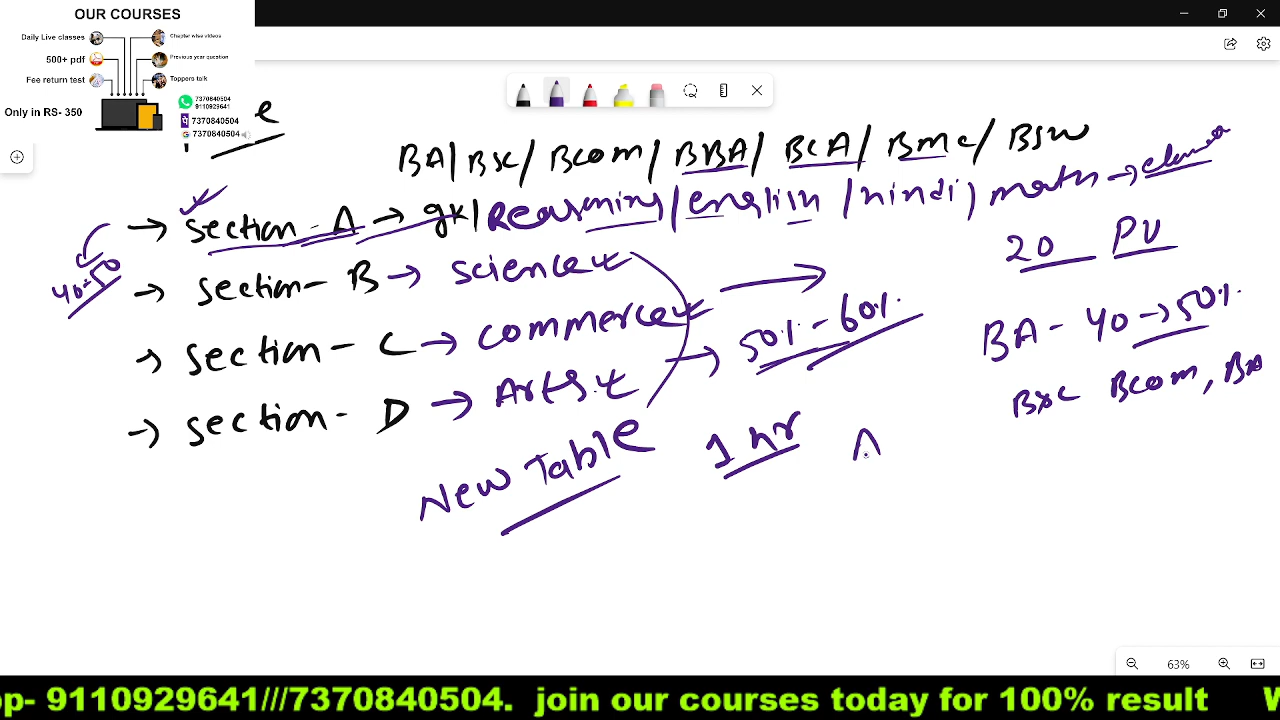 OUR COURSES
Daily Live classes
Chapter wise videos
500+ pdf
Previous year question
Fee return test
Toppers talk
Only in RS- 350
7370840504
9110929641
7370840504
7370840504
e
BA/BSC/BCOM/BBA/BCA/BMC/BSW
→ section-A → gk/Reasoning/english/hindi/math →
40-50
20 PU
→ section-B → science
→ section-C → commerce
→ 50%-60%
BA-40→50%
→ section-D → Arts
BSC BCOM, BA
New Table 1 hr A
63%
op- 9110929641///7370840504. join our courses today for 100% result W